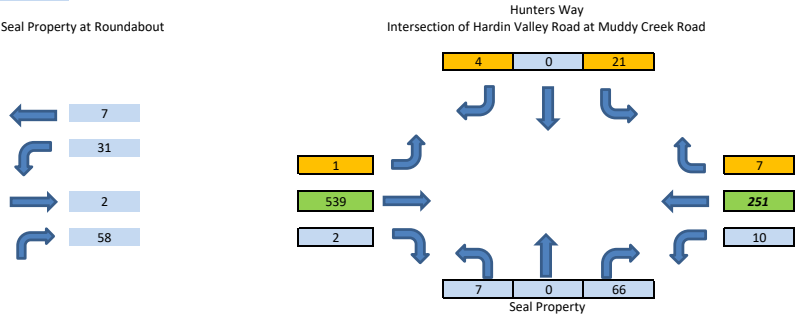 Hunters Way
Seal Property at Roundabout
Intersection of Hardin Valley Road at Muddy Creek Road
4 0 21
7
31
1
7
2
539
251
58
2
10
7 0 66
Seal Property